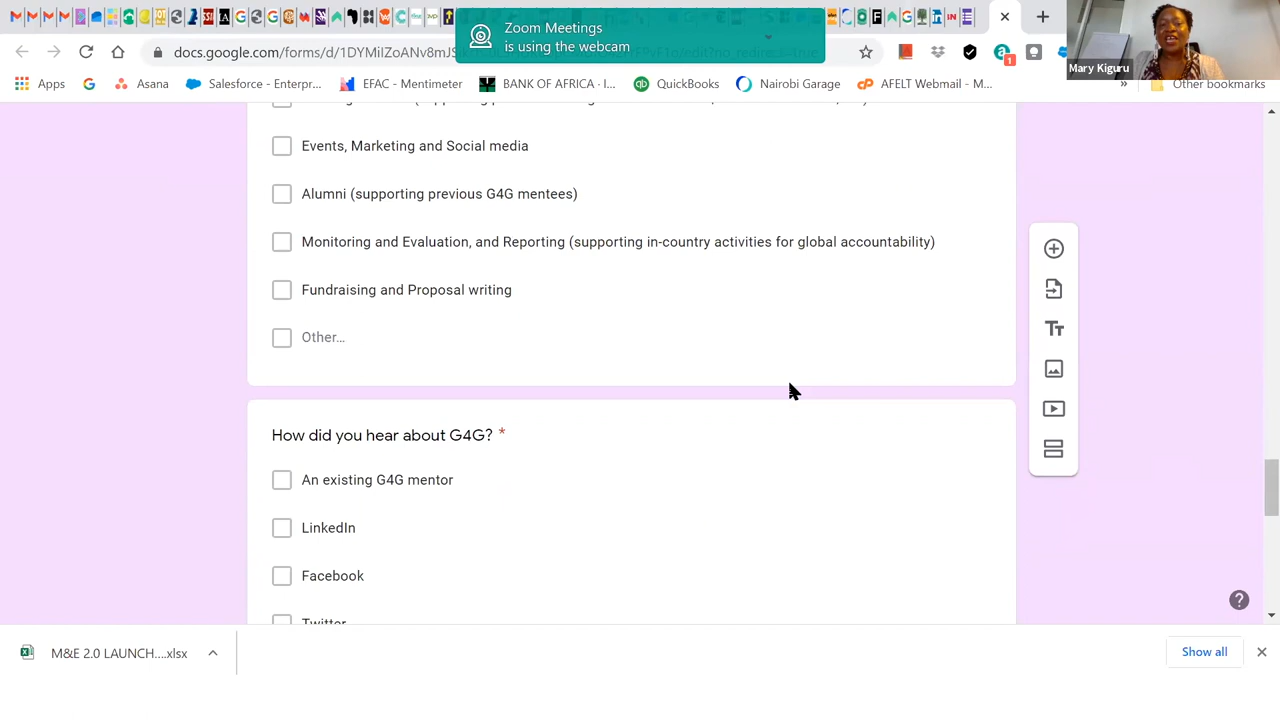 Zoom Meetings
is using the webcam
docs.google.com/forms/d/1DYMilZoANv8mJS
Mary Kiguru
1
Apps
Asana
Salesforce - Enterpr...
EFAC - Mentimeter
BANK OF AFRICA · I...
QuickBooks
Nairobi Garage
AFELT Webmail - M...
»
Other bookmarks
Events, Marketing and Social media
Alumni (supporting previous G4G mentees)
Monitoring and Evaluation, and Reporting (supporting in-country activities for global accountability)
Fundraising and Proposal writing
Other...
How did you hear about G4G? *
An existing G4G mentor
LinkedIn
Facebook
Twitter
M&E 2.0 LAUNCH....xlsx
Show all